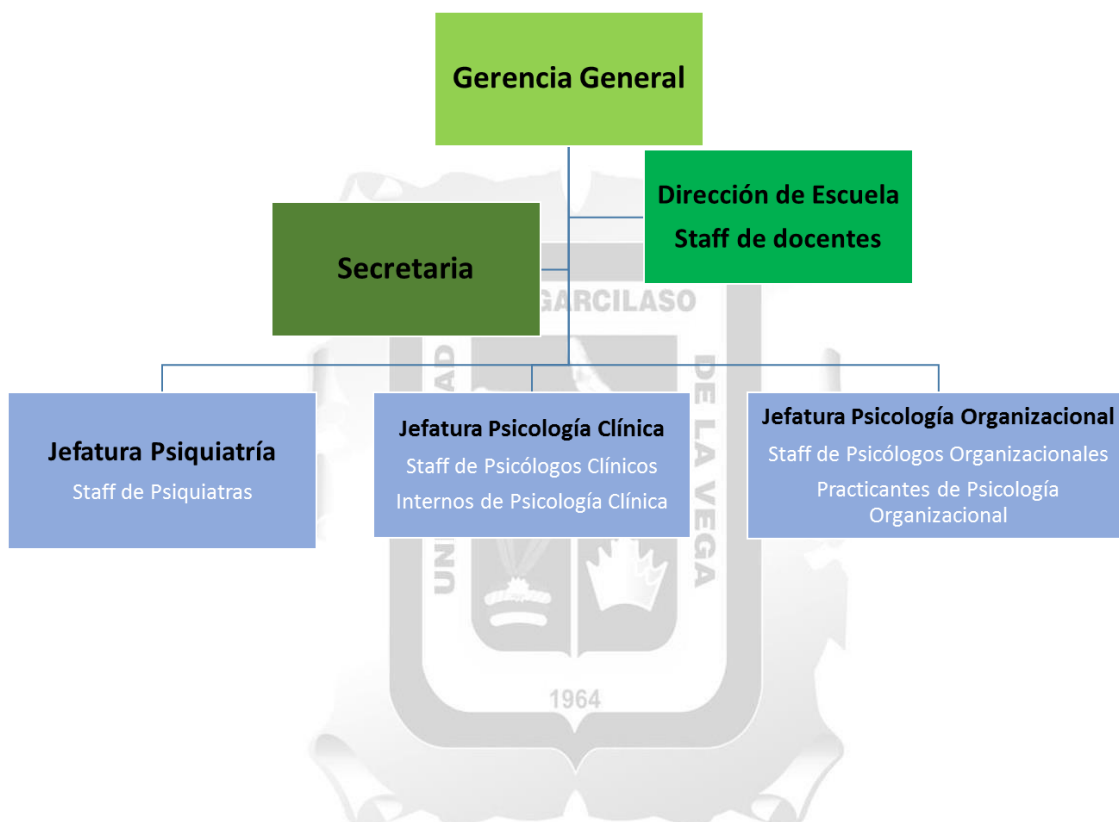 Gerencia General
Dirección de Escuela
Staff de docentes
Secretaria
GARCILASO
DE LA VEGA
Jefatura Psiquiatría
Staff de Psiquiatras
Jefatura Psicología Clínica
Staff de Psicólogos Clínicos
Internos de Psicología Clínica
Jefatura Psicología Organizacional
Staff de Psicólogos Organizacionales
Practicantes de Psicología
Organizacional
1964